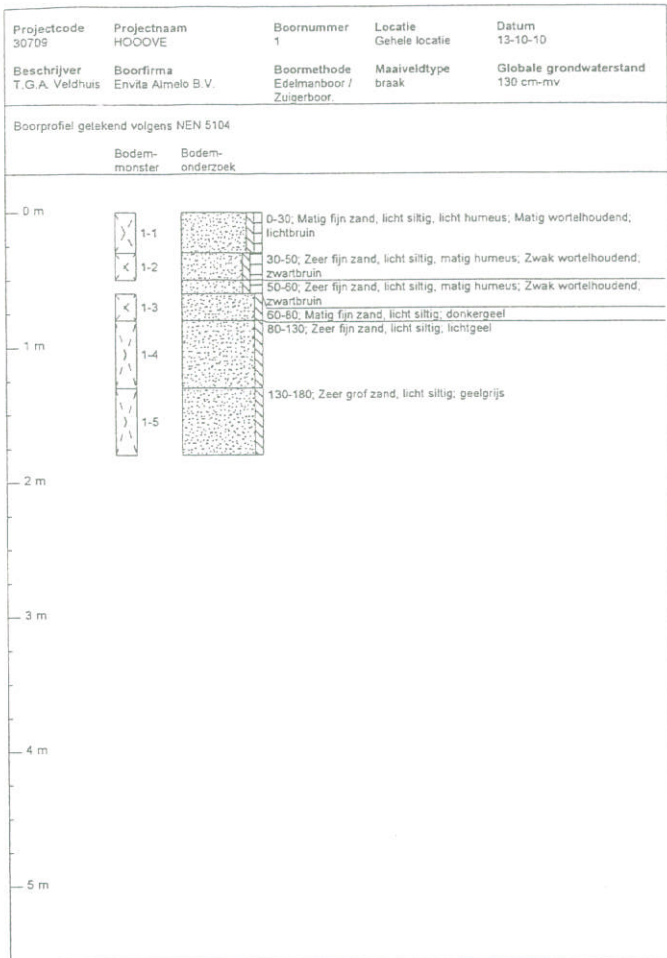 Projectcode Projectnaam Boornummer Locatie Datum
30709 HOOOVE 1 Gehele locatie 13-10-10
Beschrijver Boorfirma Boormethode Maaiveldtype Globale grondwaterstand
T.G.A. Veldhuis Envita Almelo B.V. Edelmanboor / braak 130 cm-mv
Zuigerboor.
Boorprofiel getekend volgens NEN 5104
Bodem- Bodem-
monster onderzoek
0 m
0-30; Matig fijn zand, licht siltig, licht humeus; Matig wortelhoudend;
1-1 lichtbruin
30-50; Zeer fijn zand, licht siltig, matig humeus; Zwak wortelhoudend;
1-2 zwartbruin
50-60; Zeer fijn zand, licht siltig, matig humeus; Zwak wortelhoudend;
zwartbruin
1-3 60-80; Matig fijn zand, licht siltig; donkergeel
80-130; Zeer fijn zand, licht siltig; lichtgeel
1 m
1-4
130-180; Zeer grof zand, licht siltig; geelgrijs
1-5
2 m
3 m
4 m
5 m